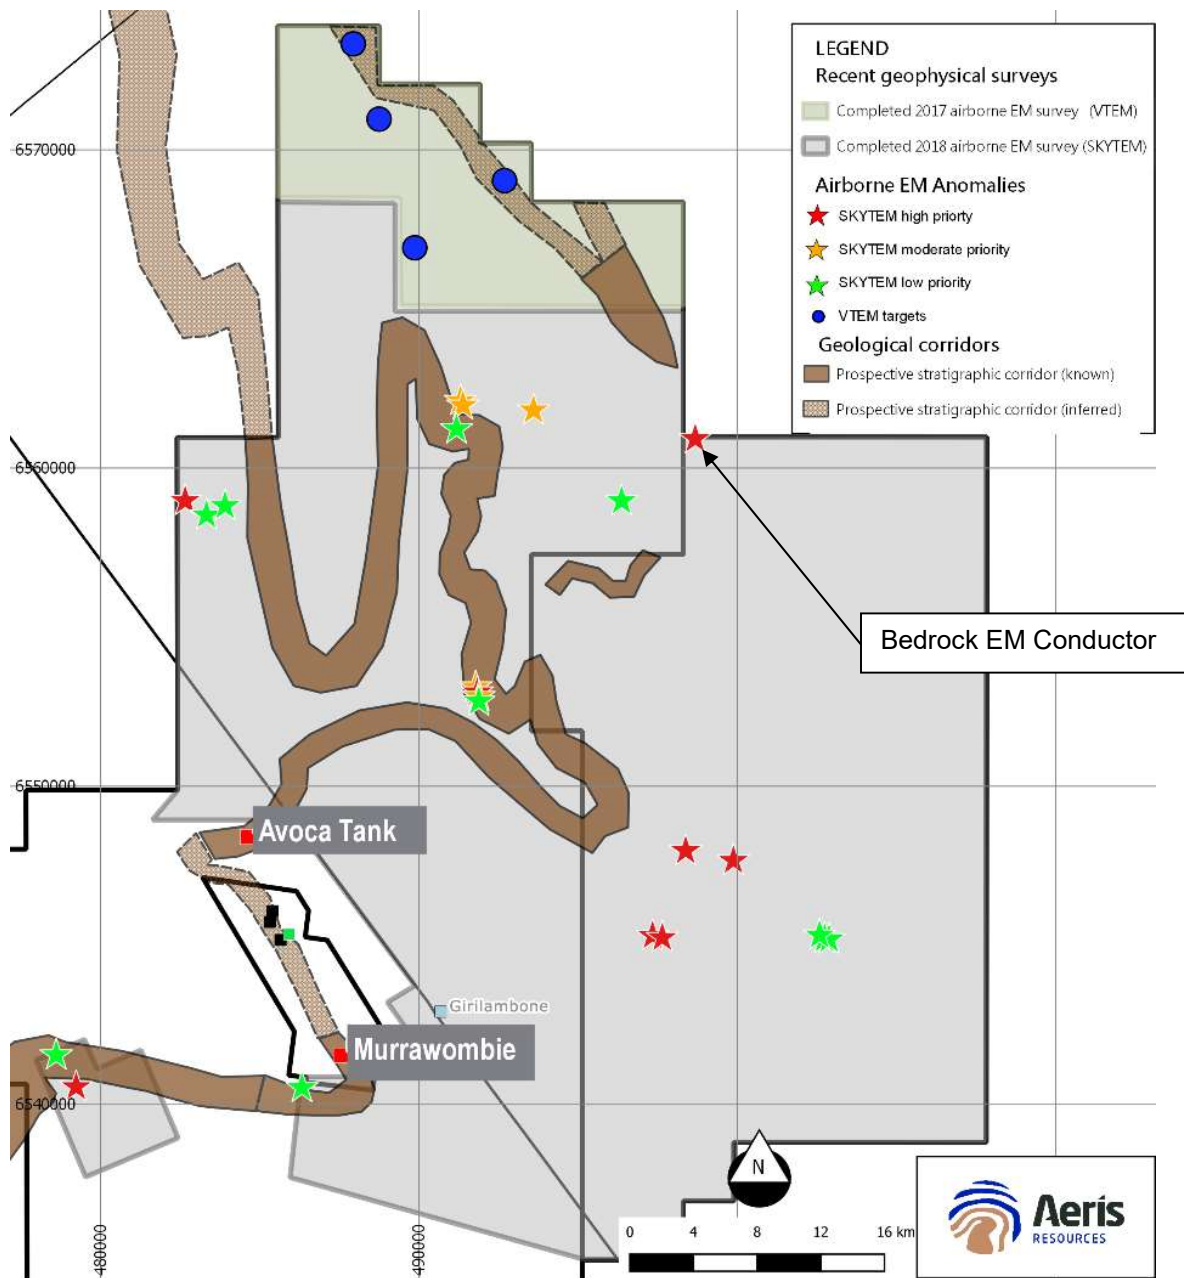 LEGEND
Recent geophysical surveys
Completed 2017 airborne EM survey (VTEM)
Completed 2018 airborne EM survey (SKYTEM)
Airborne EM Anomalies
SKYTEM high priorty
SKYTEM moderate priority
SKYTEM low priority
VTEM targets
Geological corridors
Prospective stratigraphic corridor (known)
Prospective stratigraphic corridor (inferred)
6570000
6560000
Bedrock EM Conductor
6550000
Avoca Tank
Girilambone
Murrawombie
6540000
480000
490000
N
0 4 8 12 16 km
Aeris
RESOURCES